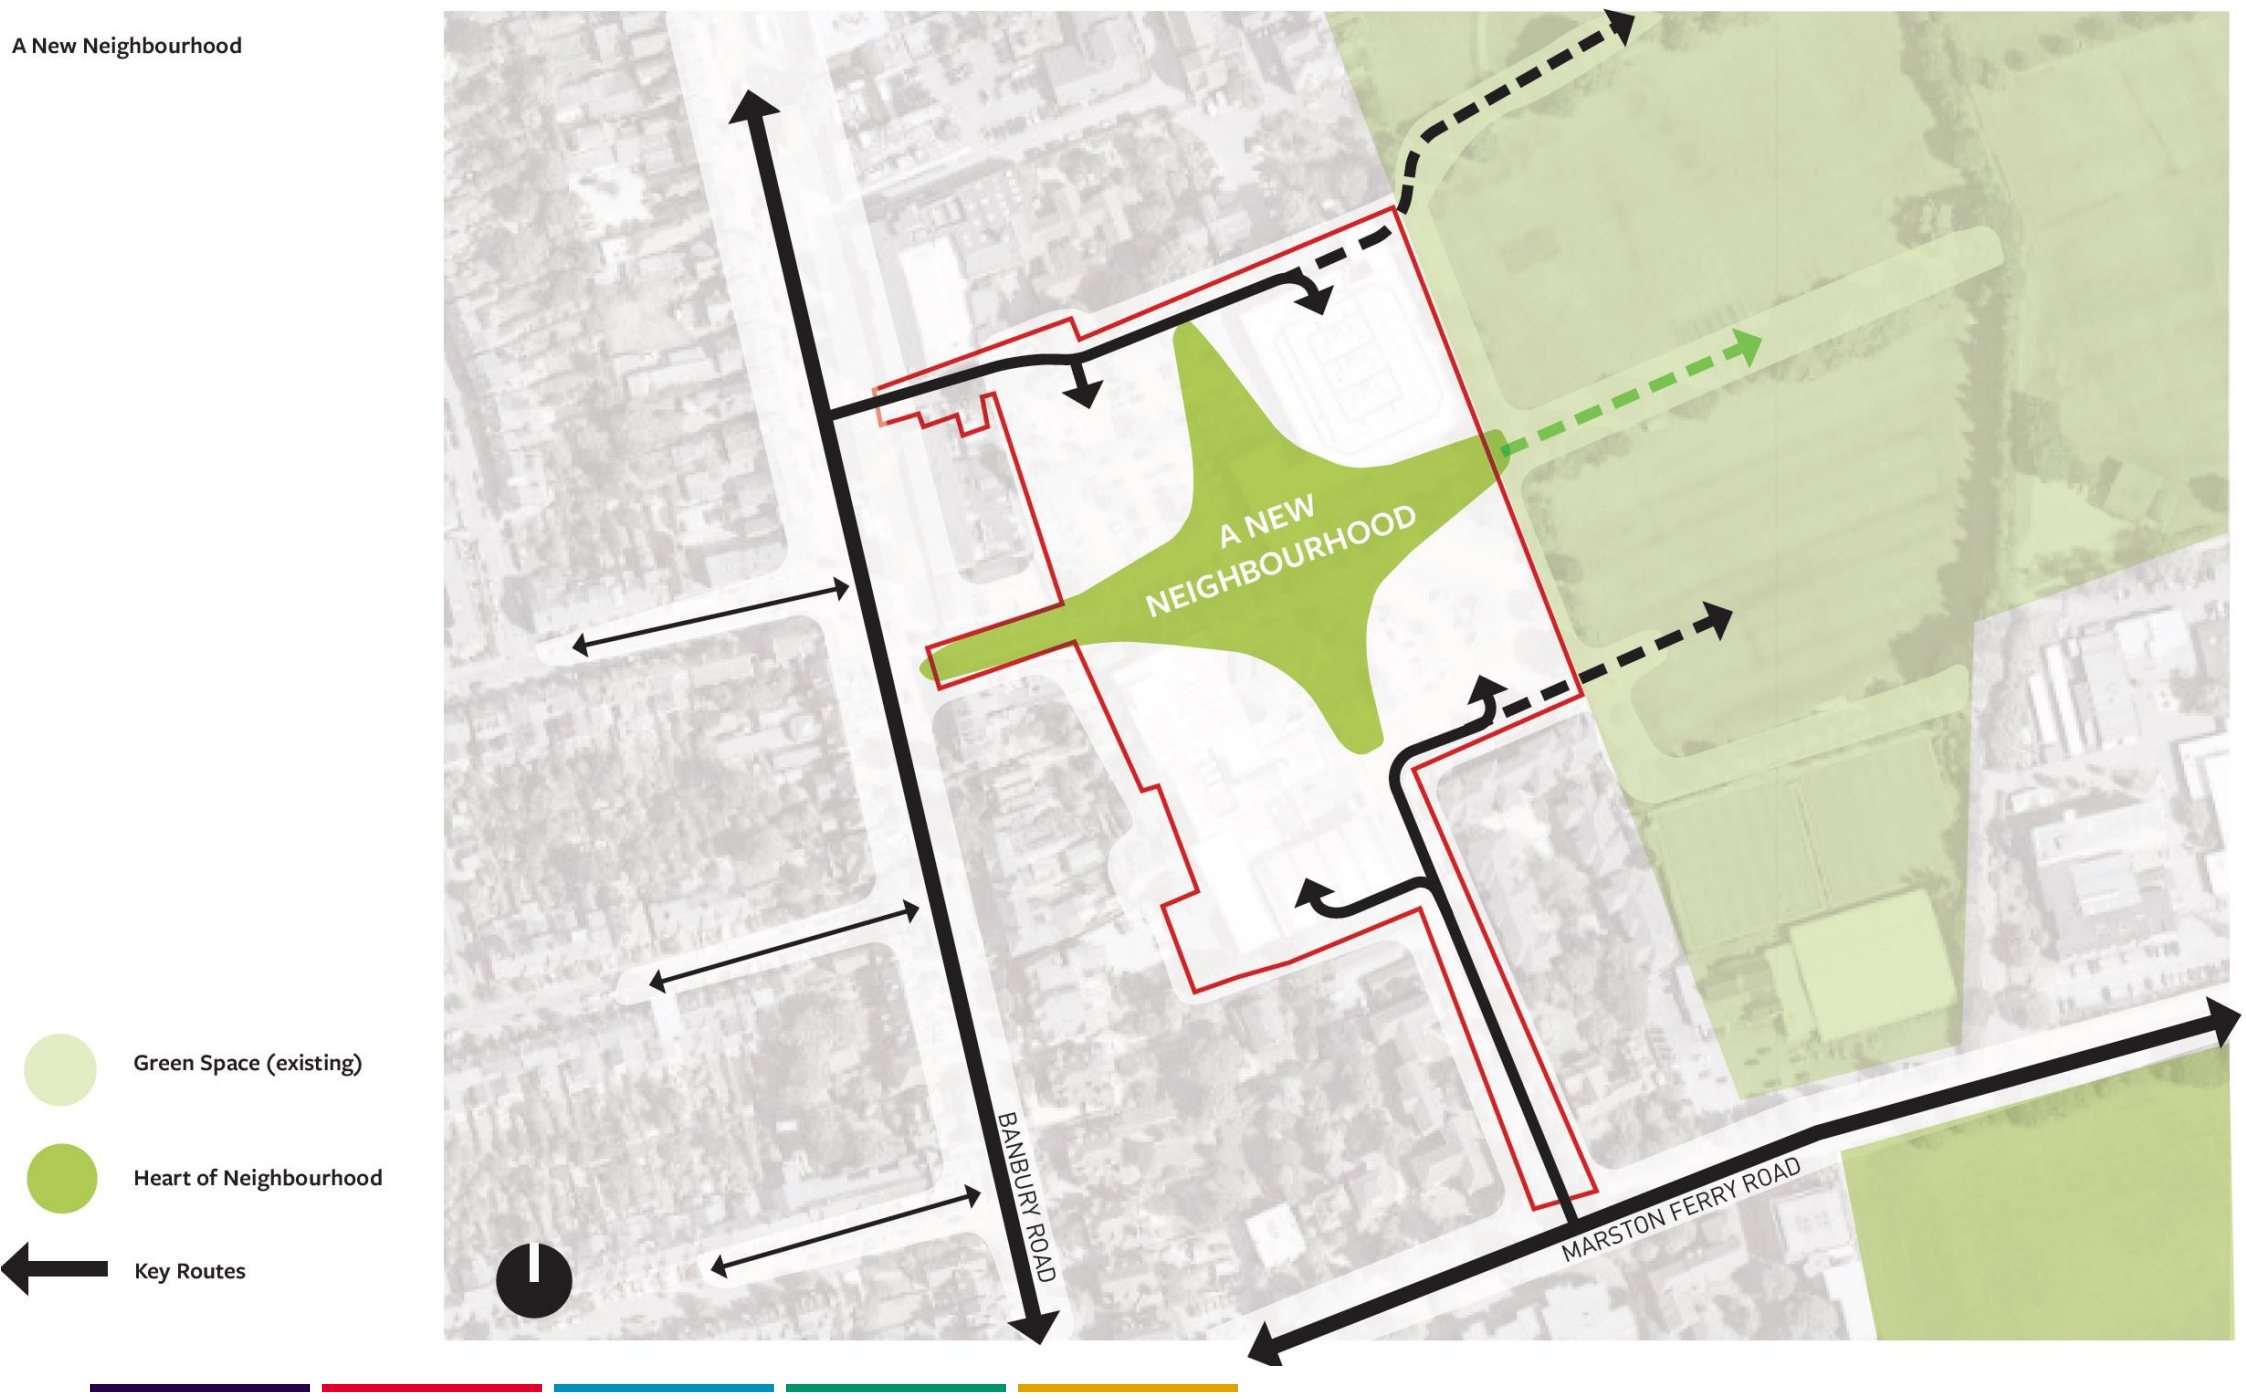 A New Neighbourhood
A NEW
NEIGHBOURHOOD
Green Space (existing)
Heart of Neighbourhood
Key Routes
BANBURY ROAD
MARSTON FERRY ROAD